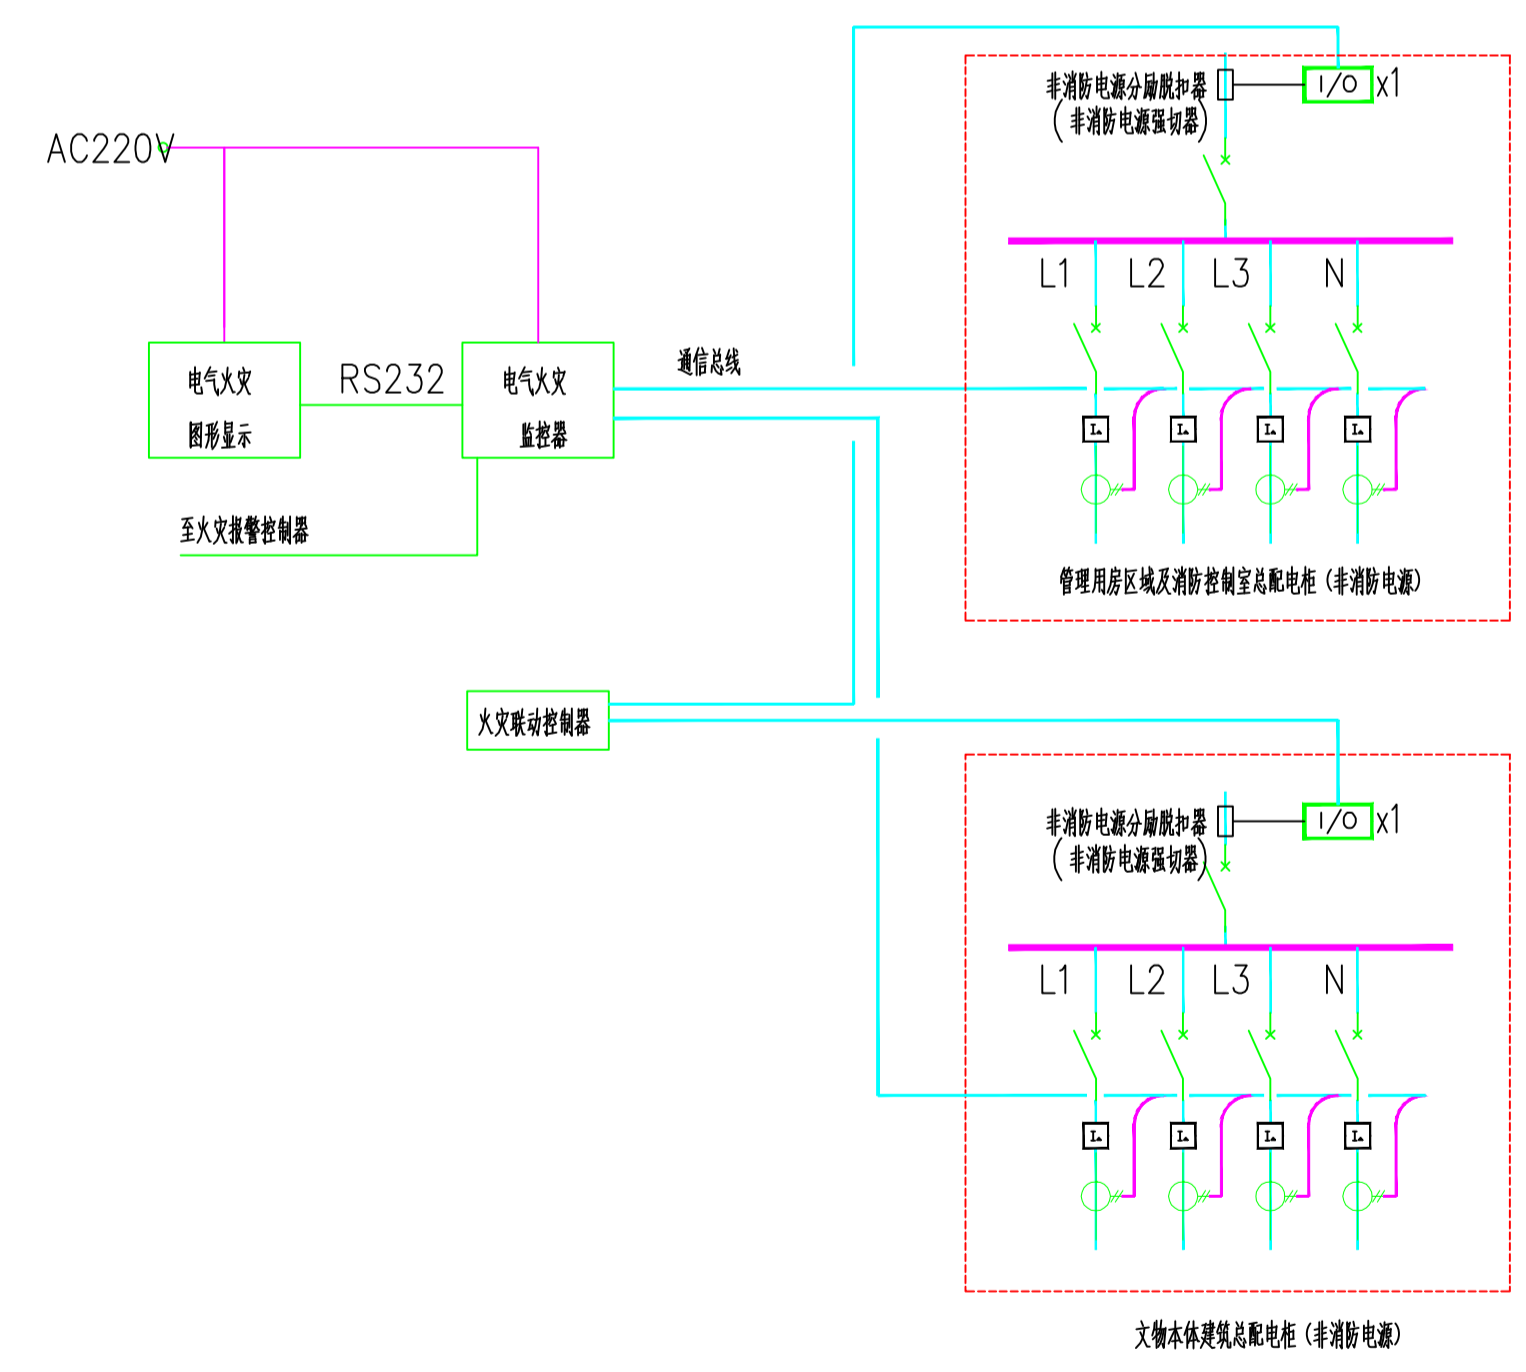 非消防电源分励脱扣器
I/O x1
(非消防电源强切器)
AC220V
L1 L2 L3 N
电气火灾
图形显示
RS232
电气火灾
监控器
通信总线
至火灾报警控制器
管理用房区域及消防控制室总配电柜(非消防电源)
火灾联动控制器
非消防电源分励脱扣器
I/O x1
(非消防电源强切器)
L1 L2 L3 N
文物本体建筑总配电柜(非消防电源)